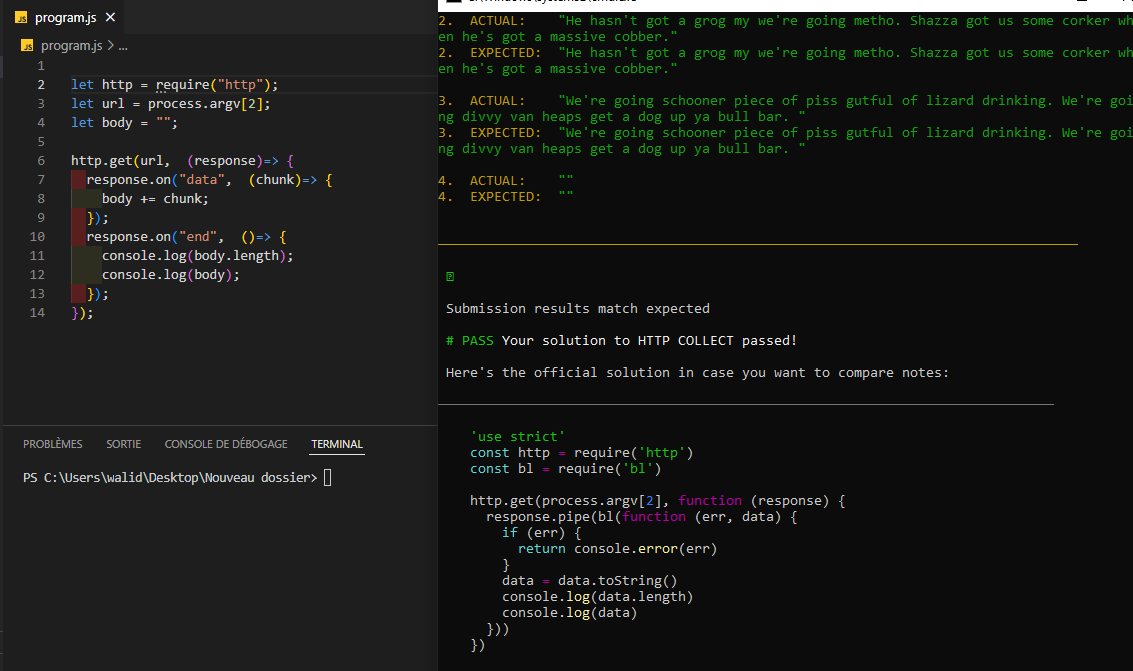 program.js
program.js > ...
1
2 let http = require("http");
3 let url = process.argv[2];
4 let body = "";
5
6 http.get(url,  (response)=> {
7   response.on("data",  (chunk)=> {
8     body += chunk;
9   });
10   response.on("end",  ()=> {
11     console.log(body.length);
12     console.log(body);
13   });
14 });
PROBLÈMES SORTIE CONSOLE DE DÉBOGAGE TERMINAL
PS C:\Users\walid\Desktop\Nouveau dossier>
2.  ACTUAL:    "He hasn't got a grog my we're going metho. Shazza got us some corker wh
en he's got a massive cobber."
2.  EXPECTED:  "He hasn't got a grog my we're going metho. Shazza got us some corker wh
en he's got a massive cobber."
3.  ACTUAL:    "We're going schooner piece of piss gutful of lizard drinking. We're goi
ng divvy van heaps get a dog up ya bull bar. "
3.  EXPECTED:  "We're going schooner piece of piss gutful of lizard drinking. We're goi
ng divvy van heaps get a dog up ya bull bar. "
4.  ACTUAL:    ""
4.  EXPECTED:  ""
Submission results match expected
# PASS Your solution to HTTP COLLECT passed!
Here's the official solution in case you want to compare notes:
'use strict'
const http = require('http')
const bl = require('bl')
http.get(process.argv[2], function (response) {
  response.pipe(bl(function (err, data) {
    if (err) {
      return console.error(err)
    }
    data = data.toString()
    console.log(data.length)
    console.log(data)
  }))
})